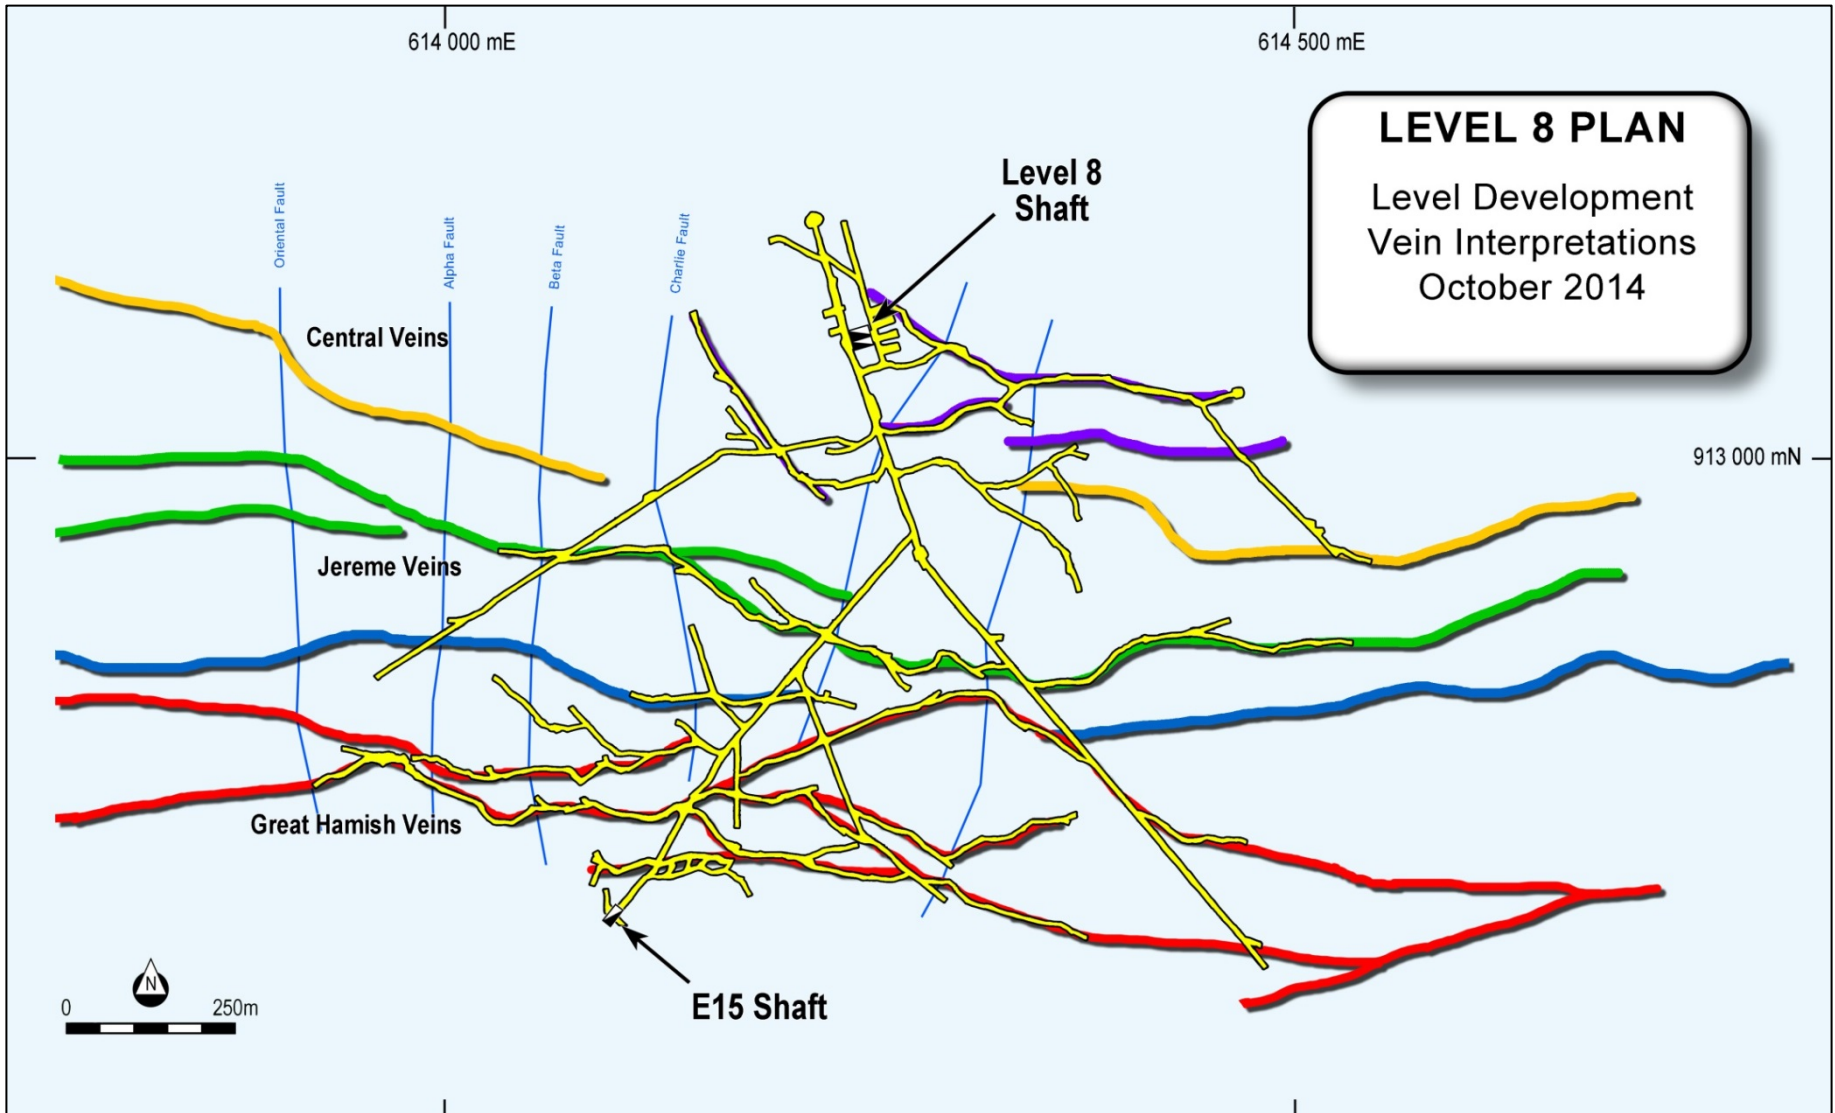 614 000 mE
614 500 mE
LEVEL 8 PLAN
Level Development
Vein Interpretations
October 2014
Level 8
Shaft
Oriental Fault
Alpha Fault
Beta Fault
Charlie Fault
Central Veins
913 000 mN
Jereme Veins
Great Hamish Veins
N
0 250m
E15 Shaft